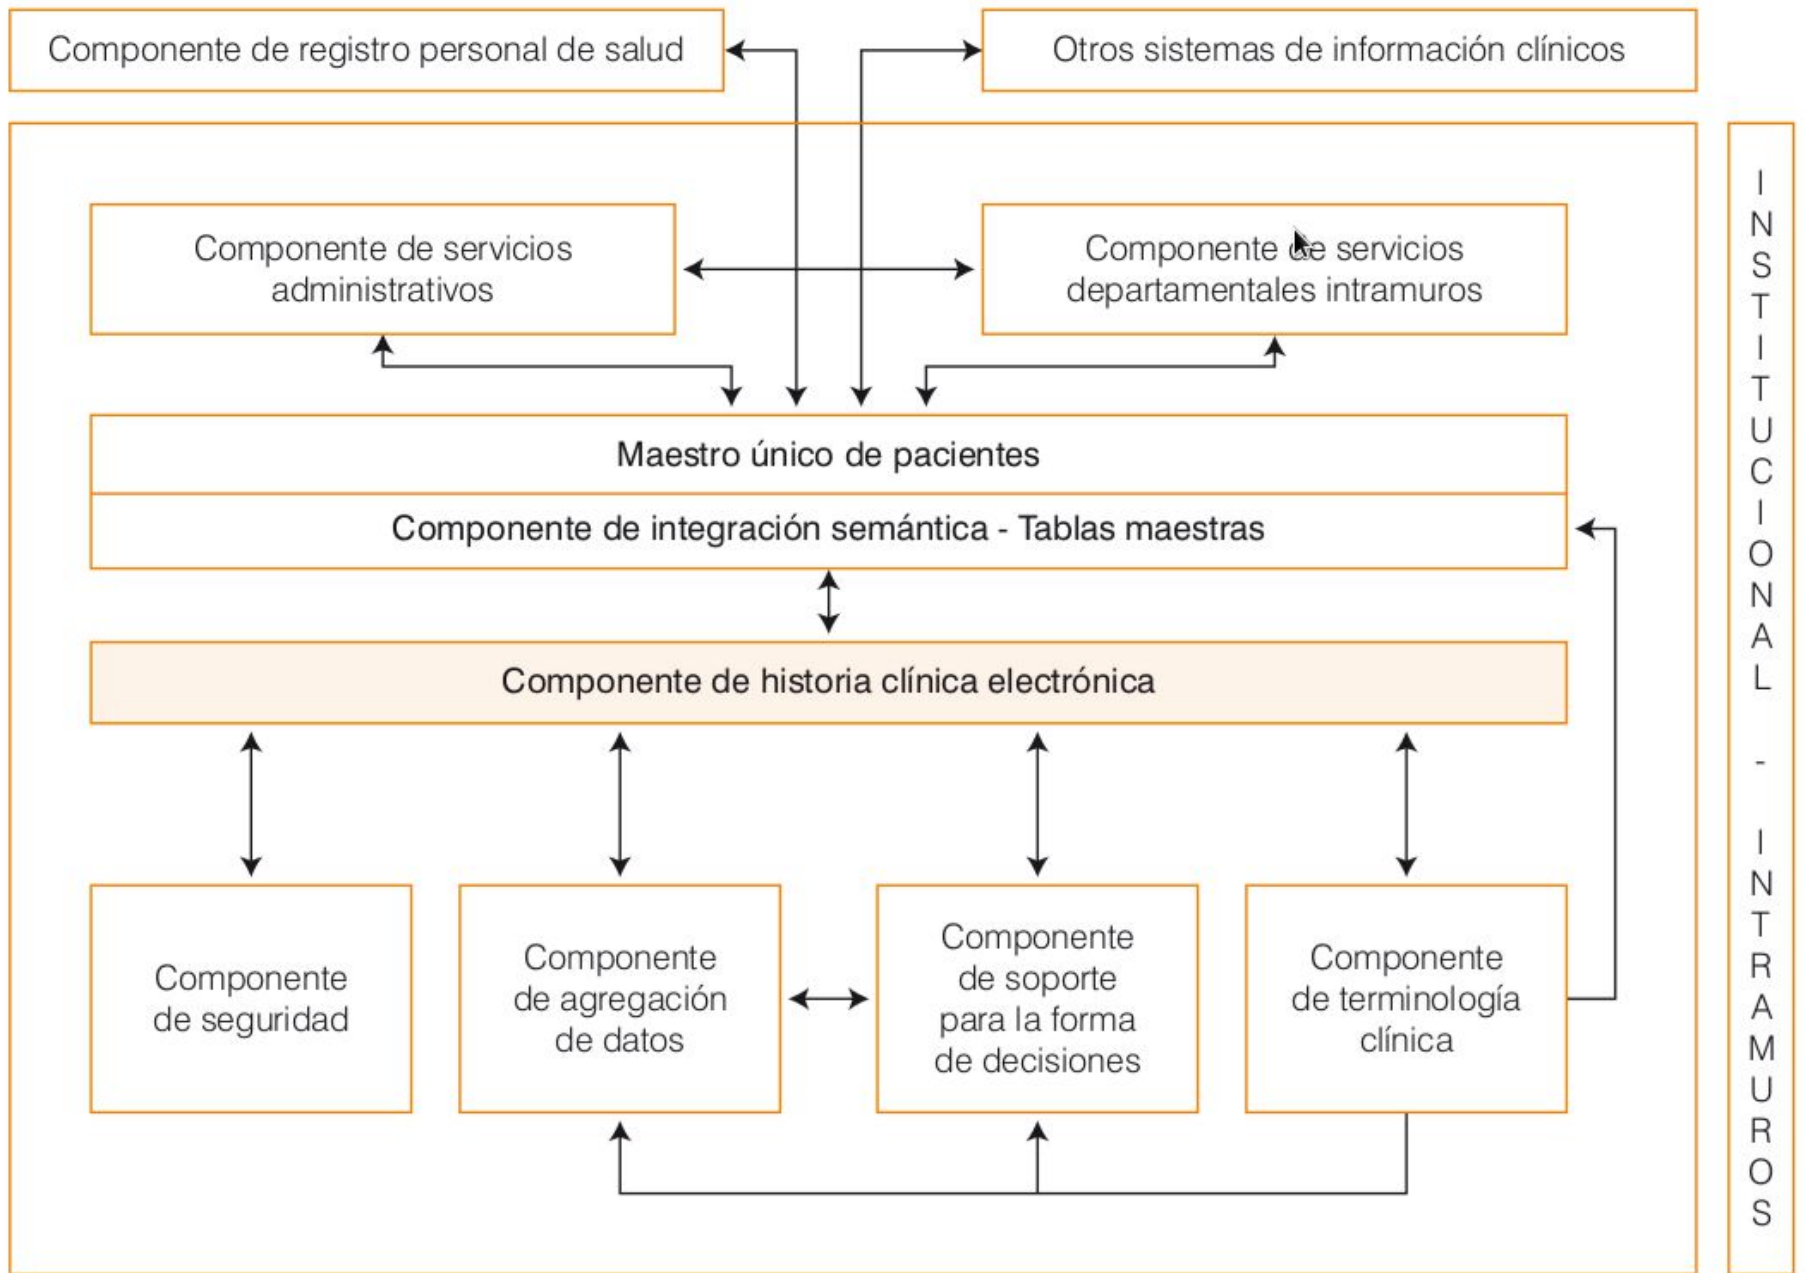 Componente de registro personal de salud
Otros sistemas de información clínicos
Componente de servicios
administrativos
Componente de servicios
departamentales intramuros
Maestro único de pacientes
Componente de integración semántica - Tablas maestras
Componente de historia clínica electrónica
Componente
de seguridad
Componente
de agregación
de datos
Componente
de soporte
para la forma
de decisiones
Componente
de terminología
clínica
INSTITUCIONAL - INTRAMUROS